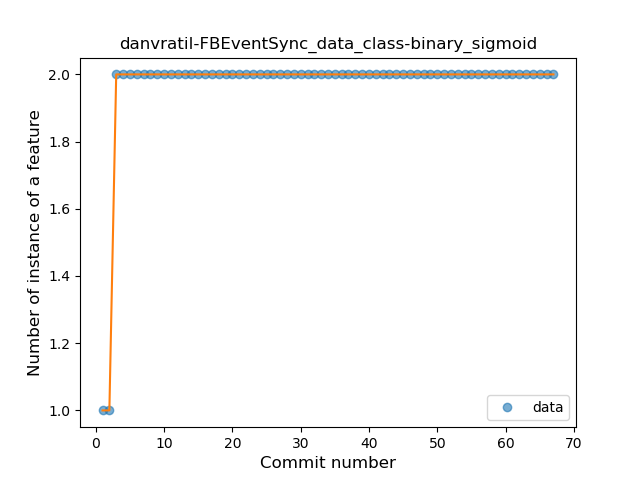 danvratil-FBEventSync_data_class-binary_sigmoid
Number of instance of a feature
2.0
1.8
1.6
1.4
1.2
1.0
0 10 20 30 40 50 60 70
Commit number
data